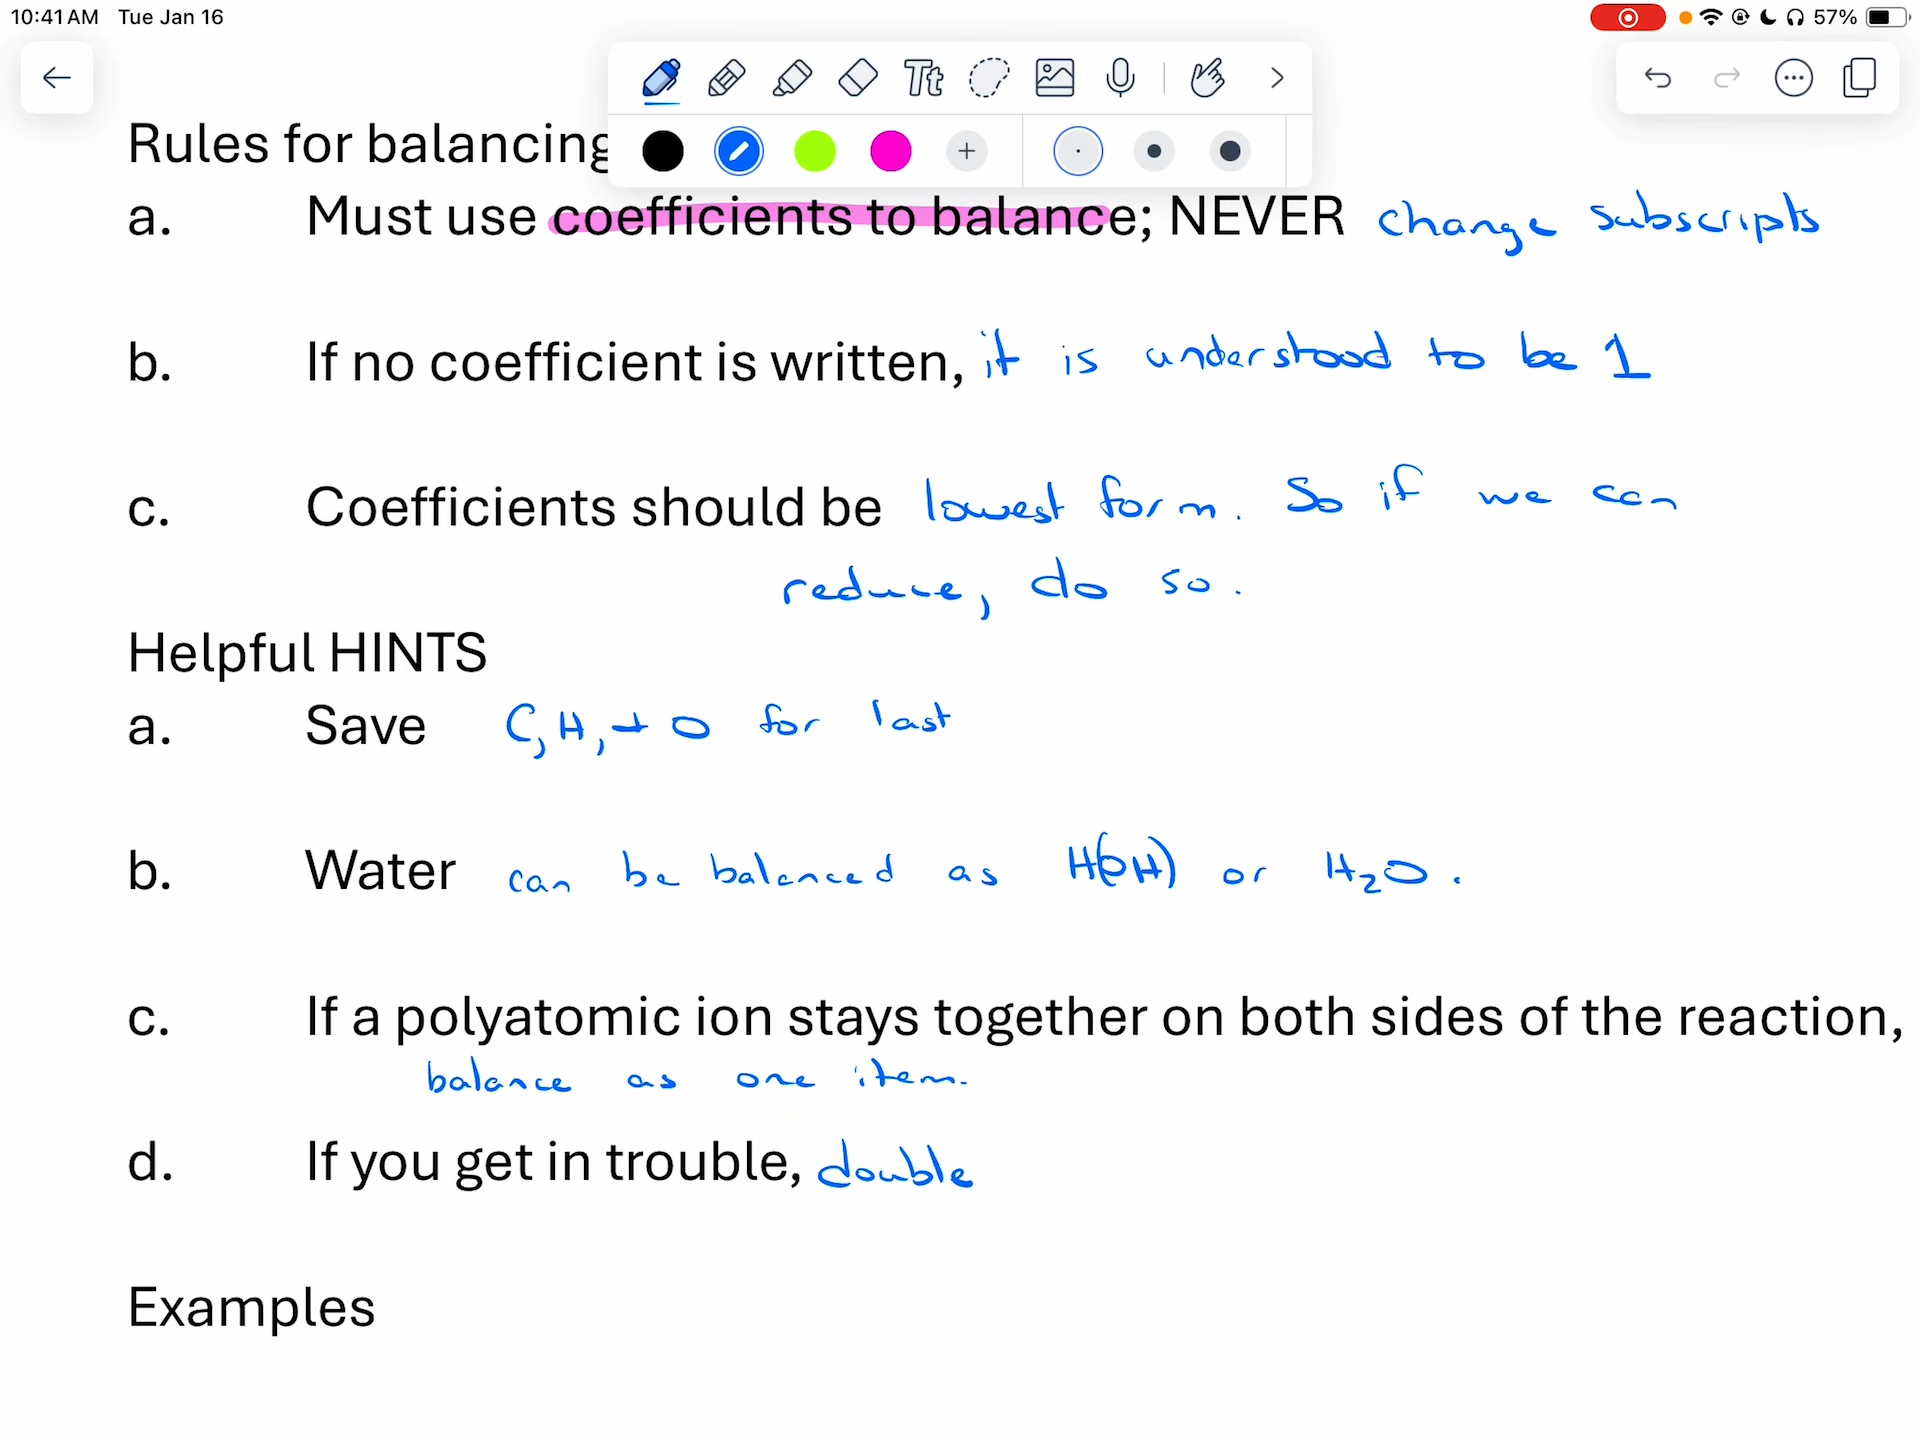 10:41 AM Tue Jan 16
57%
Tt
Rules for balancing
a. Must use coefficients to balance; NEVER change subscripts
b. If no coefficient is written, it is understood to be 1
c. Coefficients should be lowest form. So if we can
reduce, do so.
Helpful HINTS
a. Save C, H, + O for last
b. Water can be balanced as H(OH) or H₂O.
c. If a polyatomic ion stays together on both sides of the reaction,
balance as one item.
d. If you get in trouble, double
Examples